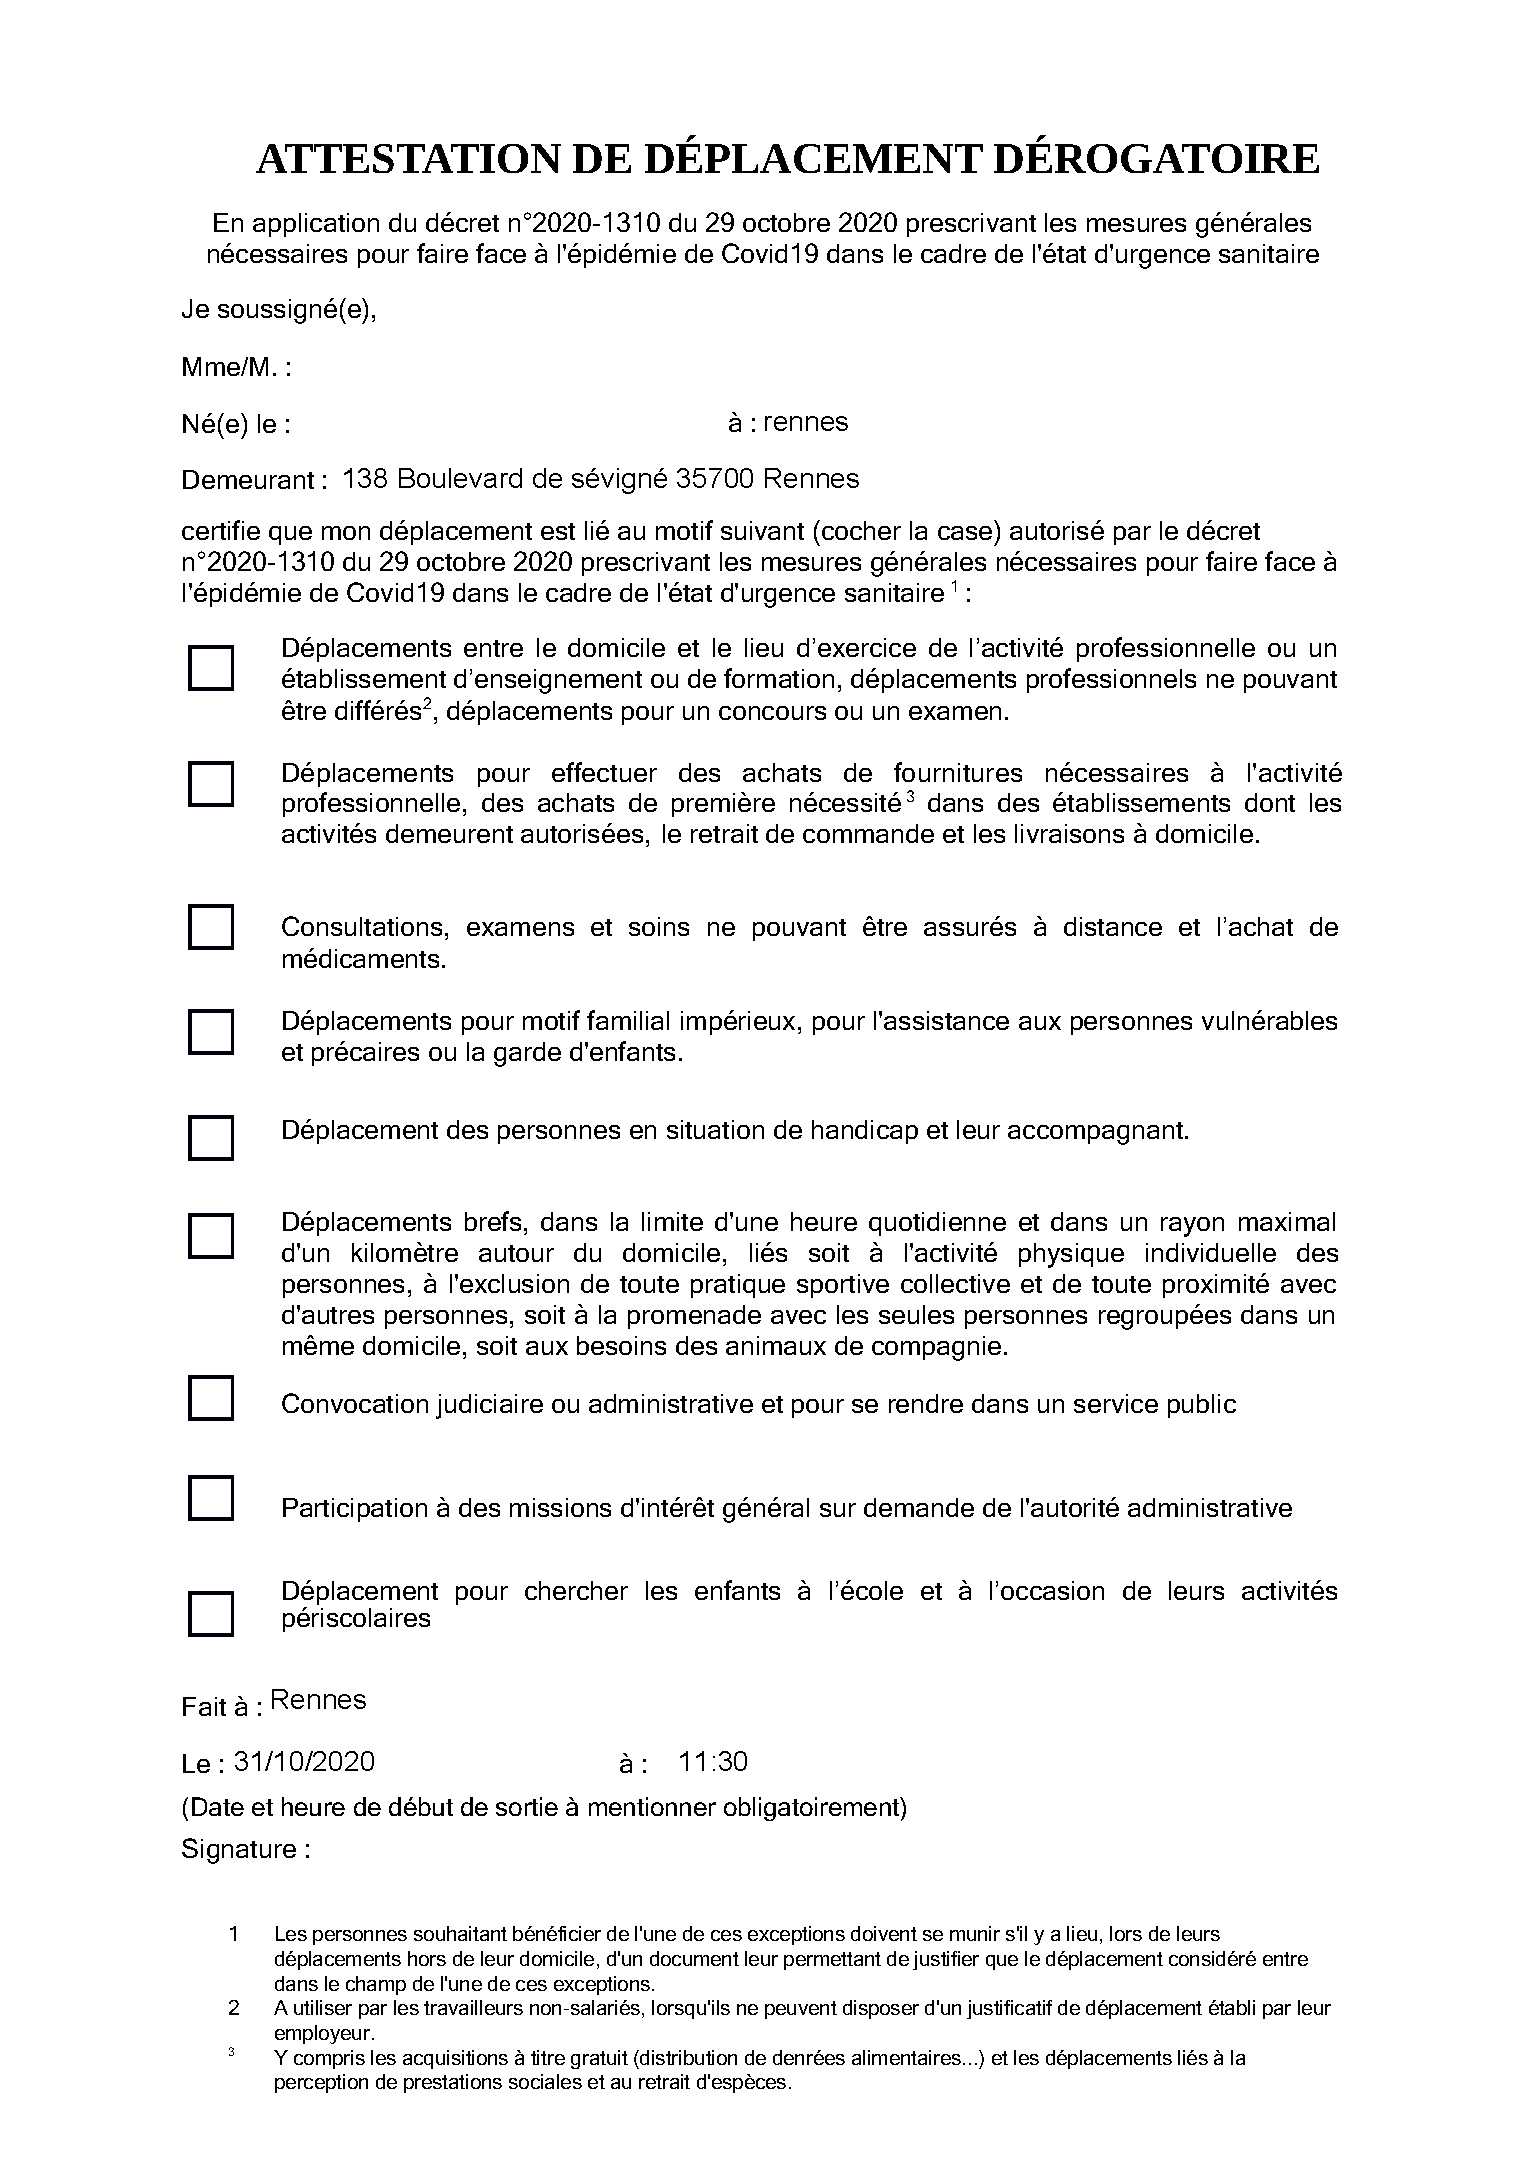 ATTESTATION DE DÉPLACEMENT DÉROGATOIRE
En application du décret n°2020-1310 du 29 octobre 2020 prescrivant les mesures générales
nécessaires pour faire face à l'épidémie de Covid19 dans le cadre de l'état d'urgence sanitaire
Je soussigné(e),
Mme/M. :
Né(e) le : à : rennes
Demeurant : 138 Boulevard de sévigné 35700 Rennes
certifie que mon déplacement est lié au motif suivant (cocher la case) autorisé par le décret
n°2020-1310 du 29 octobre 2020 prescrivant les mesures générales nécessaires pour faire face à
l'épidémie de Covid19 dans le cadre de l'état d'urgence sanitaire 1 :
Déplacements entre le domicile et le lieu d’exercice de l’activité professionnelle ou un
établissement d’enseignement ou de formation, déplacements professionnels ne pouvant
être différés2, déplacements pour un concours ou un examen.
Déplacements pour effectuer des achats de fournitures nécessaires à l'activité
professionnelle, des achats de première nécessité 3 dans des établissements dont les
activités demeurent autorisées, le retrait de commande et les livraisons à domicile.
Consultations, examens et soins ne pouvant être assurés à distance et l’achat de
médicaments.
Déplacements pour motif familial impérieux, pour l'assistance aux personnes vulnérables
et précaires ou la garde d'enfants.
Déplacement des personnes en situation de handicap et leur accompagnant.
Déplacements brefs, dans la limite d'une heure quotidienne et dans un rayon maximal
d'un kilomètre autour du domicile, liés soit à l'activité physique individuelle des
personnes, à l'exclusion de toute pratique sportive collective et de toute proximité avec
d'autres personnes, soit à la promenade avec les seules personnes regroupées dans un
même domicile, soit aux besoins des animaux de compagnie.
Convocation judiciaire ou administrative et pour se rendre dans un service public
Participation à des missions d'intérêt général sur demande de l'autorité administrative
Déplacement pour chercher les enfants à l’école et à l’occasion de leurs activités
périscolaires
Fait à : Rennes
Le : 31/10/2020 à : 11:30
(Date et heure de début de sortie à mentionner obligatoirement)
Signature :
1 Les personnes souhaitant bénéficier de l'une de ces exceptions doivent se munir s'il y a lieu, lors de leurs
déplacements hors de leur domicile, d'un document leur permettant de justifier que le déplacement considéré entre
dans le champ de l'une de ces exceptions.
2 A utiliser par les travailleurs non-salariés, lorsqu'ils ne peuvent disposer d'un justificatif de déplacement établi par leur
employeur.
3 Y compris les acquisitions à titre gratuit (distribution de denrées alimentaires...) et les déplacements liés à la
perception de prestations sociales et au retrait d'espèces.